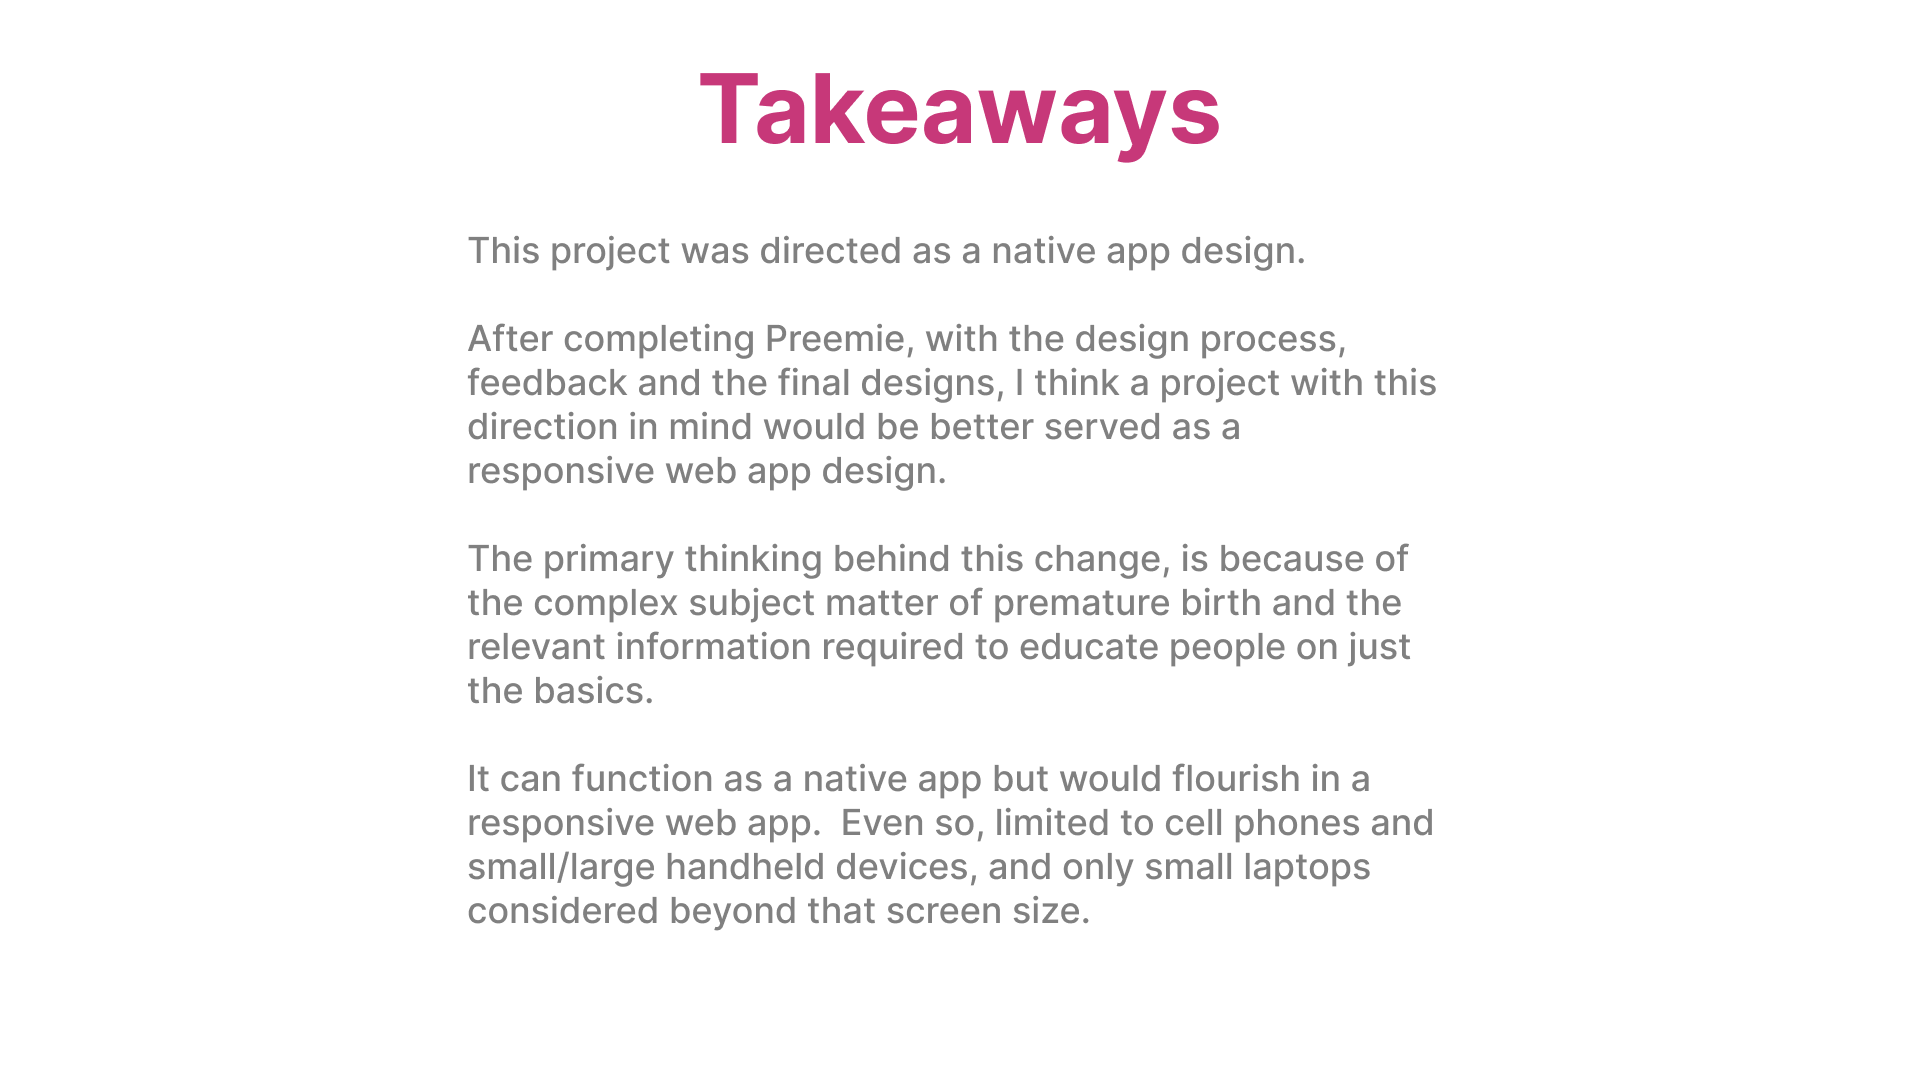 Takeaways
This project was directed as a native app design.
After completing Preemie, with the design process,
feedback and the final designs, I think a project with this
direction in mind would be better served as a
responsive web app design.
The primary thinking behind this change, is because of
the complex subject matter of premature birth and the
relevant information required to educate people on just
the basics.
It can function as a native app but would flourish in a
responsive web app.  Even so, limited to cell phones and
small/large handheld devices, and only small laptops
considered beyond that screen size.